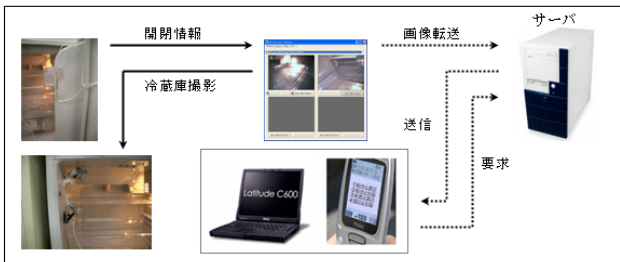 開閉情報
画像転送
サーバ
冷蔵庫撮影
送信
要求
Latitude C600